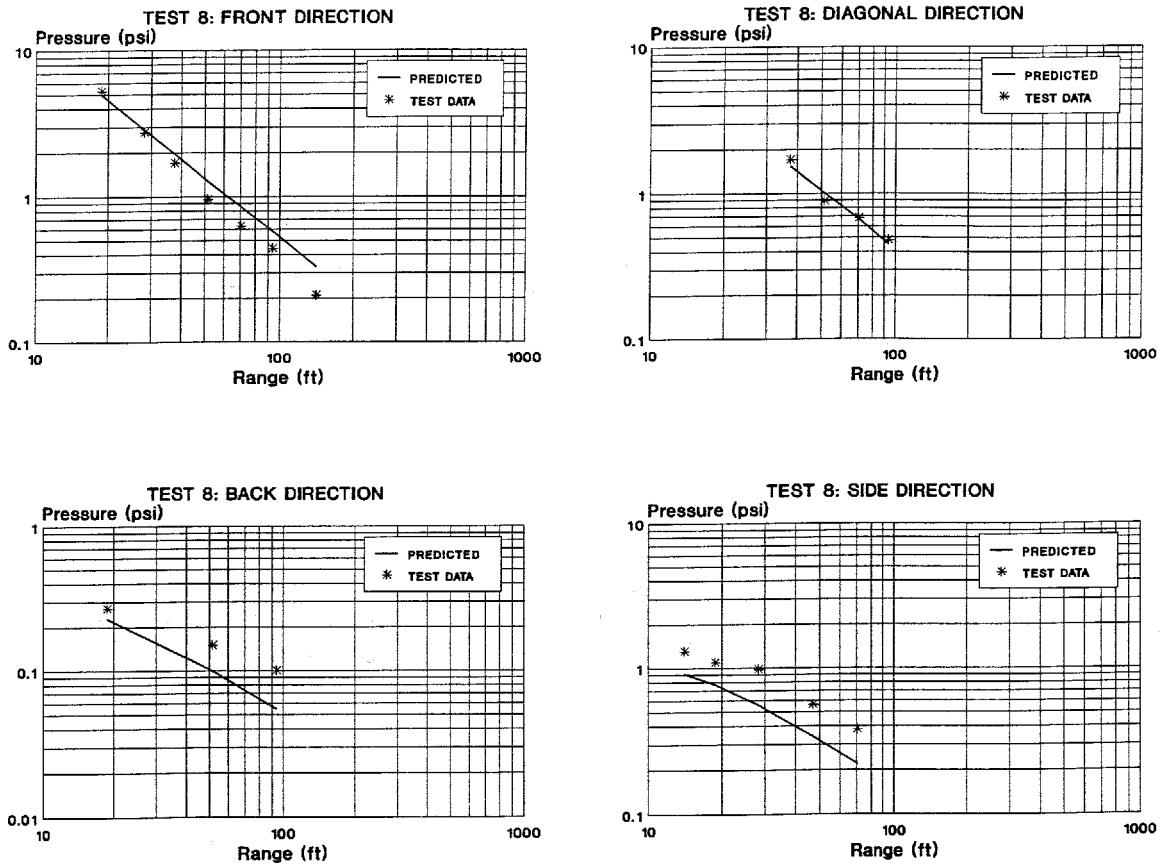 TEST 8: FRONT DIRECTION
Pressure (psi)
10
PREDICTED
TEST DATA
1
0.1
10
100
1000
Range (ft)
TEST 8: DIAGONAL DIRECTION
Pressure (psi)
10
PREDICTED
TEST DATA
1
0.1
10
100
1000
Range (ft)
TEST 8: BACK DIRECTION
Pressure (psi)
1
PREDICTED
TEST DATA
0.1
0.01
10
100
1000
Range (ft)
TEST 8: SIDE DIRECTION
Pressure (psi)
10
PREDICTED
TEST DATA
1
0.1
10
100
1000
Range (ft)